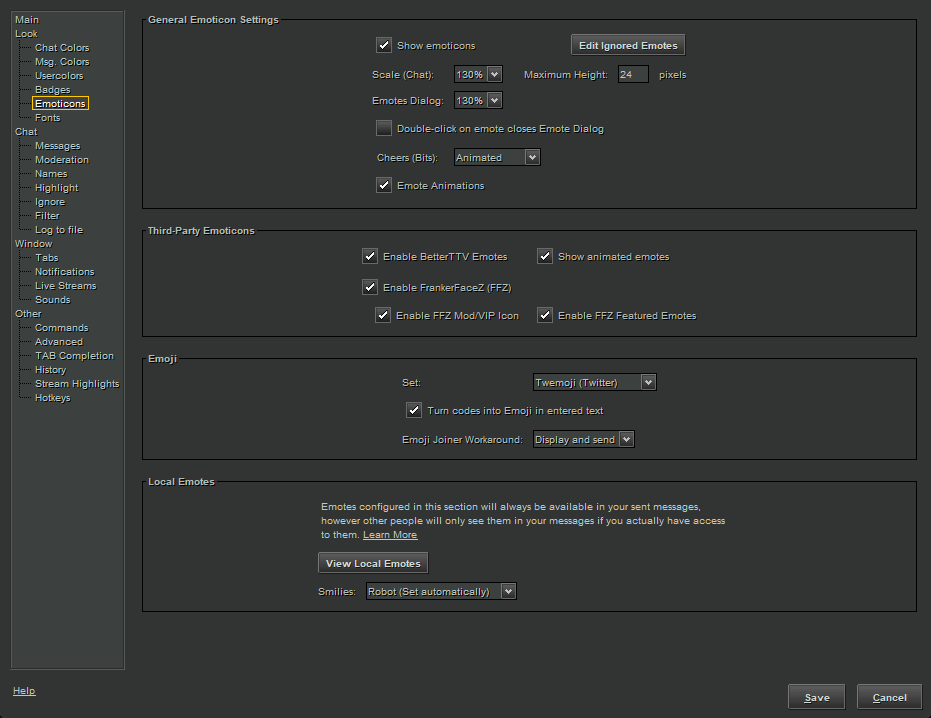 Main
Look
Chat Colors
Msg. Colors
Usercolors
Badges
Emoticons
Fonts
Chat
Messages
Moderation
Names
Highlight
Ignore
Filter
Log to file
Window
Tabs
Notifications
Live Streams
Sounds
Other
Commands
Advanced
TAB Completion
History
Stream Highlights
Hotkeys
Help
General Emoticon Settings
Show emoticons Edit Ignored Emotes
Scale (Chat): 130% Maximum Height: 24 pixels
Emotes Dialog: 130%
Double-click on emote closes Emote Dialog
Cheers (Bits): Animated
Emote Animations
Third-Party Emoticons
Enable BetterTTV Emotes Show animated emotes
Enable FrankerFaceZ (FFZ)
Enable FFZ Mod/VIP Icon Enable FFZ Featured Emotes
Emoji
Set: Twemoji (Twitter)
Turn codes into Emoji in entered text
Emoji Joiner Workaround: Display and send
Local Emotes
Emotes configured in this section will always be available in your sent messages,
however other people will only see them in your messages if you actually have access
to them. Learn More
View Local Emotes
Smilies: Robot (Set automatically)
Save Cancel